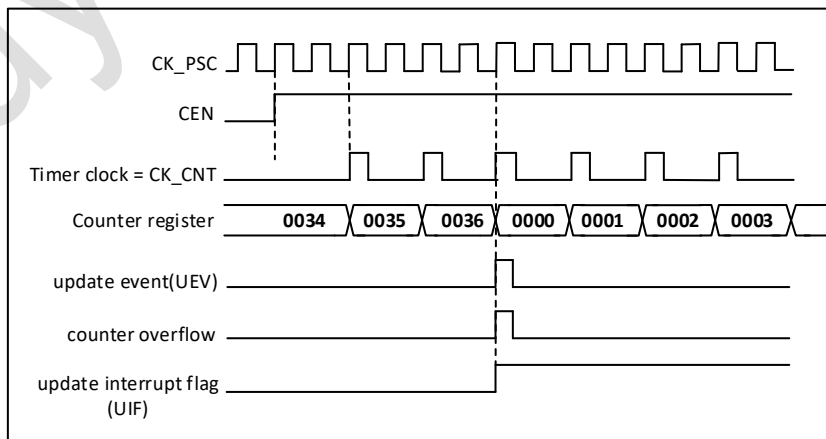 CK_PSC
CEN
Timer clock = CK_CNT
Counter register 0034 0035 0036 0000 0001 0002 0003
update event(UEV)
counter overflow
update interrupt flag
(UIF)